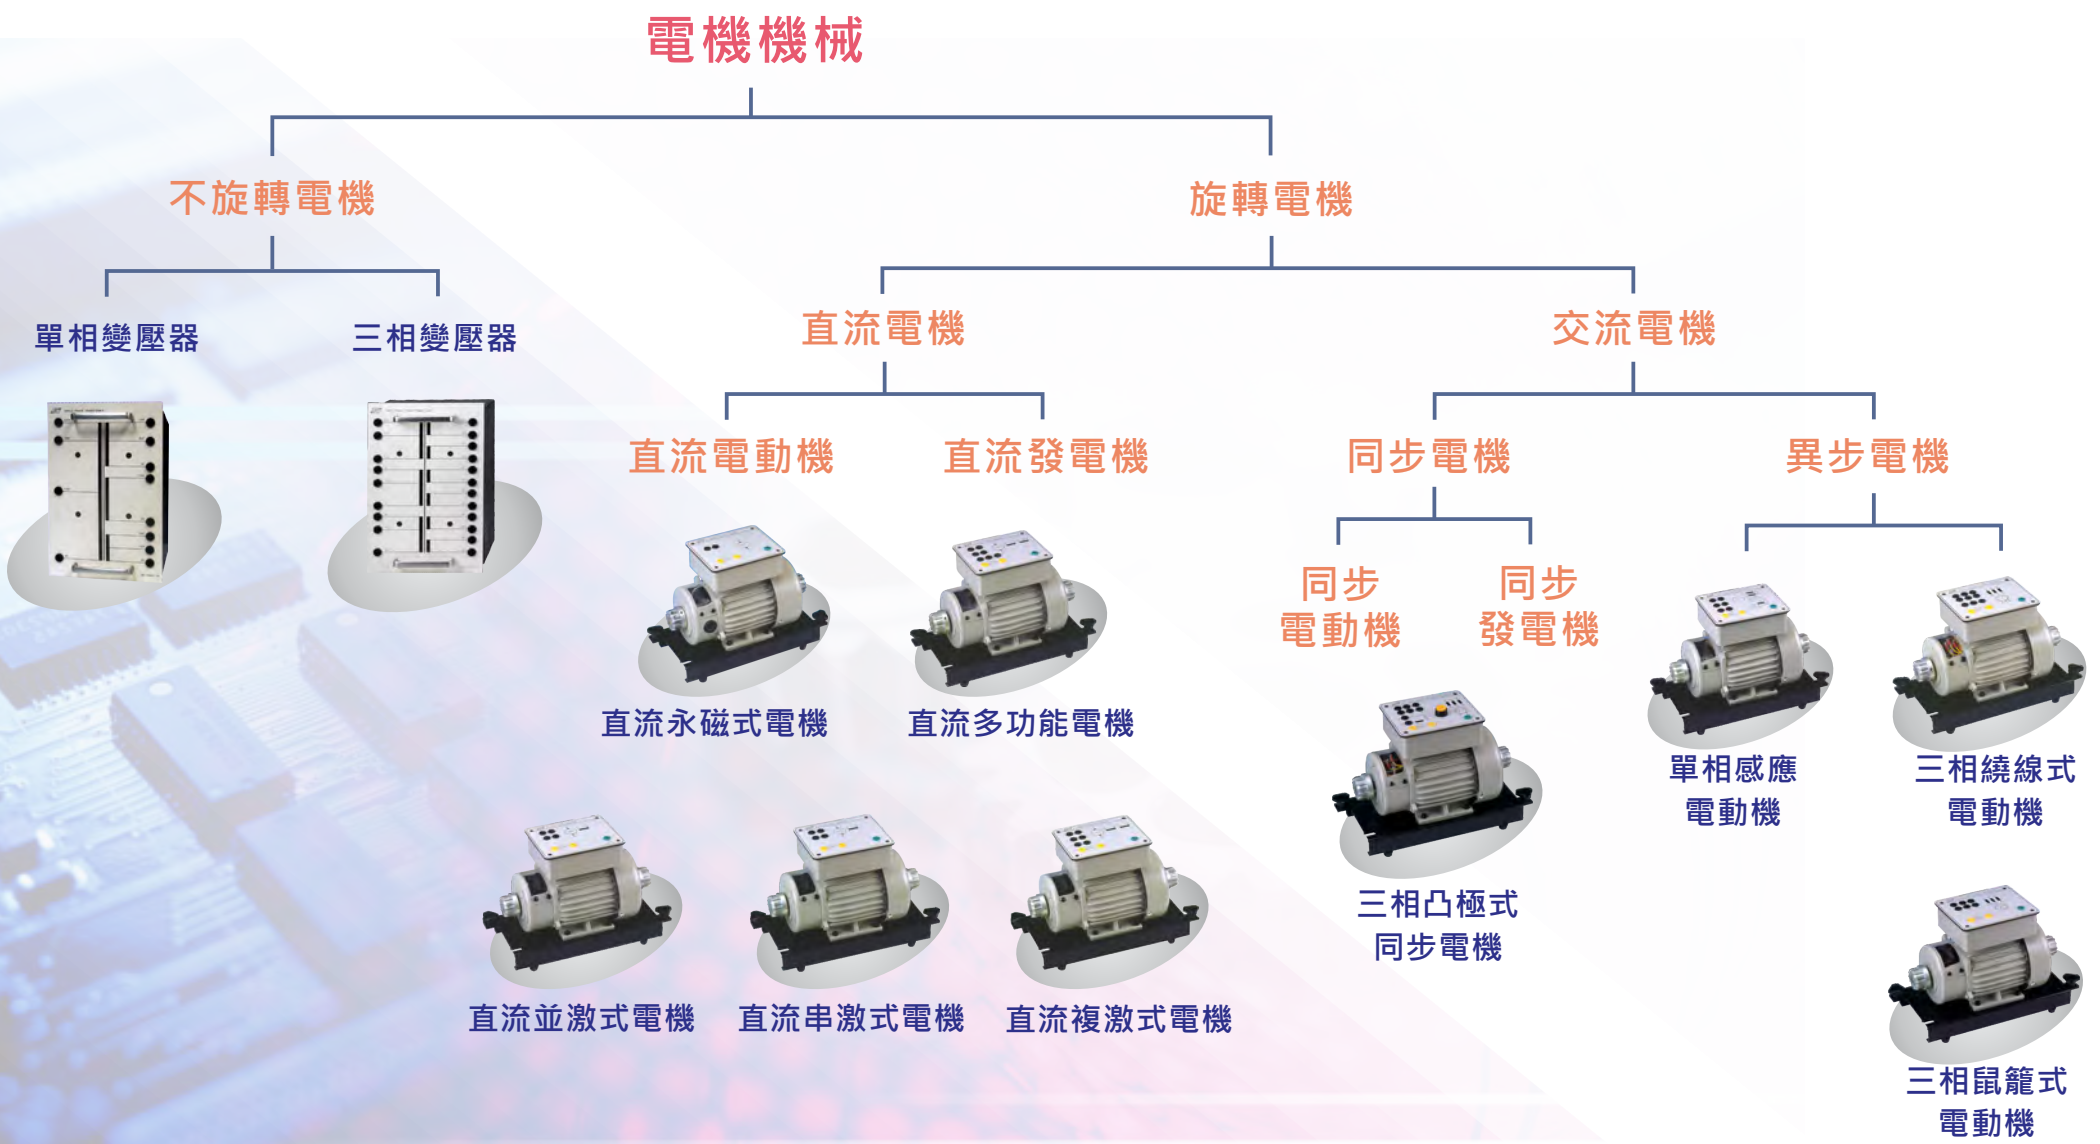 電機機械
不旋轉電機
旋轉電機
單相變壓器
三相變壓器
直流電機
交流電機
直流電動機
直流發電機
同步電機
異步電機
同步
電動機
同步
發電機
直流永磁式電機
直流多功能電機
三相凸極式
同步電機
單相感應
電動機
三相繞線式
電動機
直流並激式電機
直流串激式電機
直流複激式電機
三相鼠籠式
電動機